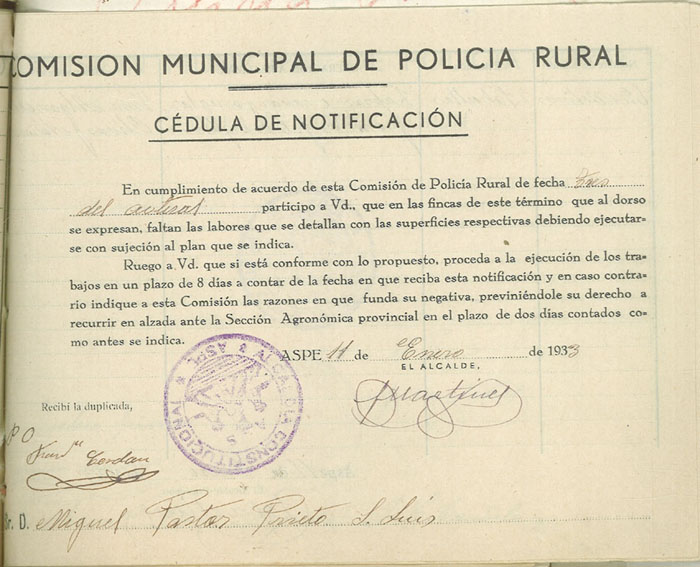 COMISION MUNICIPAL DE POLICIA RURAL
CÉDULA DE NOTIFICACIÓN
En cumplimiento de acuerdo de esta Comisión de Policía Rural de fecha tres
del actual participo a Vd., que en las fincas de este término que al dorso
se expresan, faltan las labores que se detallan con las superficies respectivas debiendo ejecutar-
se con sujeción al plan que se indica.
Ruego a Vd. que si está conforme con lo propuesto, proceda a la ejecución de los tra-
bajos en un plazo de 8 días a contar de la fecha en que reciba esta notificación y en caso contra-
rio indique a esta Comisión las razones en que funda su negativa, previniéndole su derecho a
recurrir en alzada ante la Sección Agronómica provincial en el plazo de dos días contados co-
mo antes se indica.
ASPE 11 de Enero de 1933
EL ALCALDE,
Recibí la duplicada,
ALCALDIA CONSTITUCIONAL
ASPE
P O
Cerdan
Sr. D. Miguel Pastor Prieto S. Luis